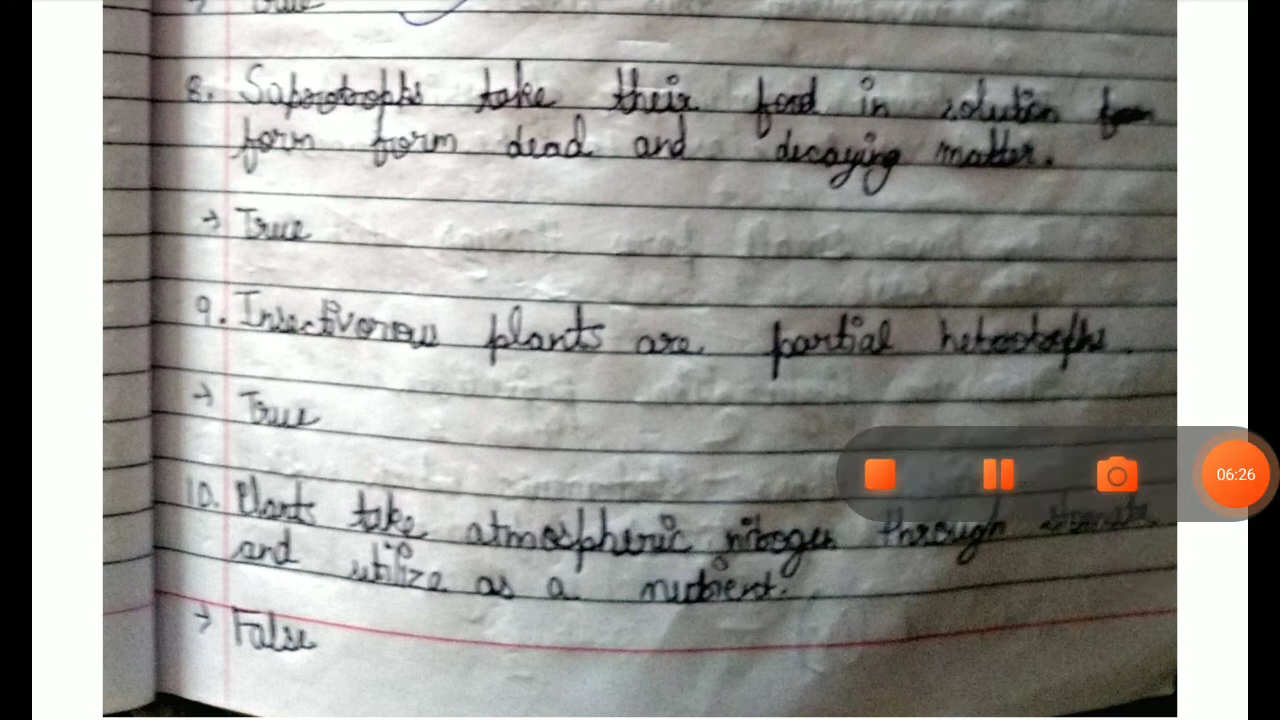 → True
8. Saprotrophs take their food in solution
form form dead and decaying matter.
→ True
9. Insectivorous plants are partial heterotrophs.
→ True
10. Plants take atmospheric nitrogen through
and utilize as a nutrient.
→ False
06:26